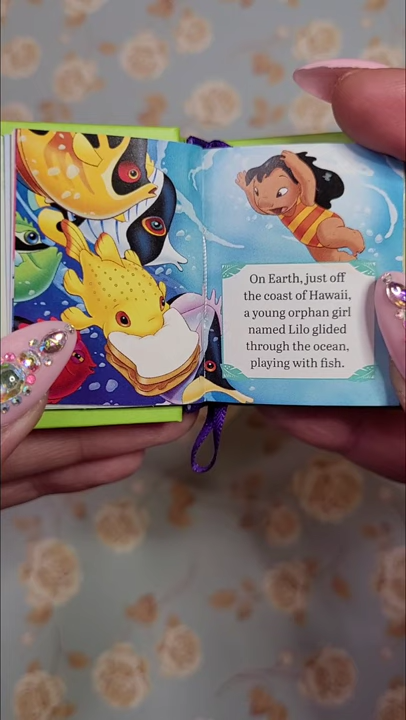 On Earth, just off
the coast of Hawaii,
a young orphan girl
named Lilo glided
through the ocean,
playing with fish.